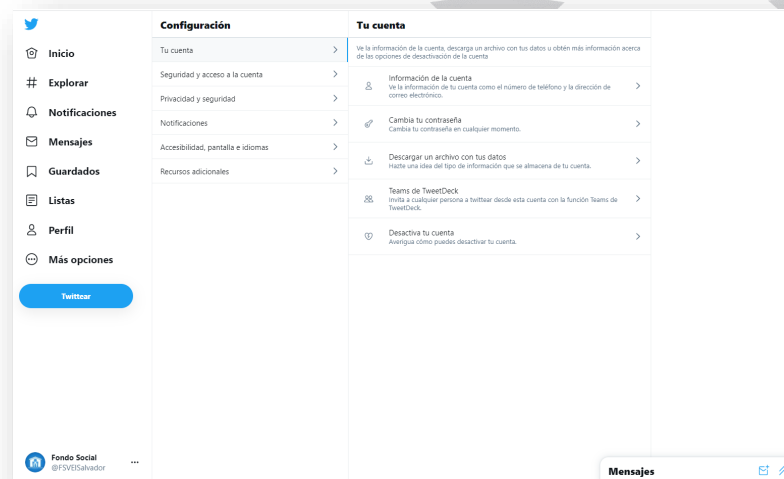 Inicio
Explorar
Notificaciones
Mensajes
Guardados
Listas
Perfil
Más opciones
Twittear
Fondo Social
@FSVElSalvador
Configuración
Tu cuenta
Seguridad y acceso a la cuenta
Privacidad y seguridad
Notificaciones
Accesibilidad, pantalla e idiomas
Recursos adicionales
Tu cuenta
Ve la información de la cuenta, descarga un archivo con tus datos u obtén más información acerca
de las opciones de desactivación de la cuenta
Información de la cuenta
Ve la información de tu cuenta como el número de teléfono y la dirección de
correo electrónico.
Cambia tu contraseña
Cambia tu contraseña en cualquier momento.
Descargar un archivo con tus datos
Hazte una idea del tipo de información que se almacena de tu cuenta.
Teams de TweetDeck
Invita a cualquier persona a twittear desde esta cuenta con la función Teams de
TweetDeck.
Desactiva tu cuenta
Averigua cómo puedes desactivar tu cuenta.
Mensajes